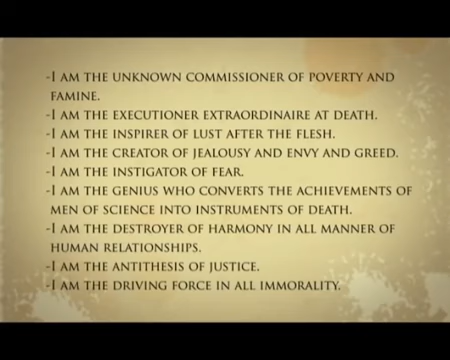 -I AM THE UNKNOWN COMMISSIONER OF POVERTY AND
FAMINE.
-I AM THE EXECUTIONER EXTRAORDINAIRE AT DEATH.
-I AM THE INSPIRER OF LUST AFTER THE FLESH.
-I AM THE CREATOR OF JEALOUSY AND ENVY AND GREED.
-I AM THE INSTIGATOR OF FEAR.
-I AM THE GENIUS WHO CONVERTS THE ACHIEVEMENTS OF
MEN OF SCIENCE INTO INSTRUMENTS OF DEATH.
-I AM THE DESTROYER OF HARMONY IN ALL MANNER OF
HUMAN RELATIONSHIPS.
-I AM THE ANTITHESIS OF JUSTICE.
-I AM THE DRIVING FORCE IN ALL IMMORALITY.